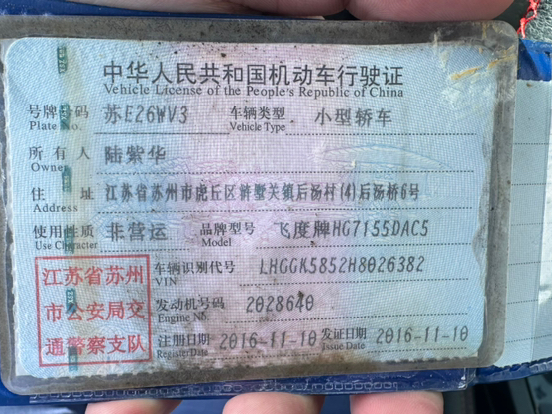 中华人民共和国机动车行驶证
Vehicle License of the People's Republic of China
号牌号码 苏E26WV3 车辆类型 小型轿车
Plate No. Vehicle Type
所有人 陆紫华
Owner
住址 江苏省苏州市虎丘区浒墅关镇后汤村(4)后汤桥6号
Address
使用性质 非营运 品牌型号 飞度牌HG7155DAC5
Use Character Model
江苏省苏州 车辆识别代号 LHGGK5852H8026382
VIN
市公安局交 发动机号码 2028640
Engine No.
通警察支队 注册日期 2016-11-10 发证日期 2016-11-10
Register Date Issue Date